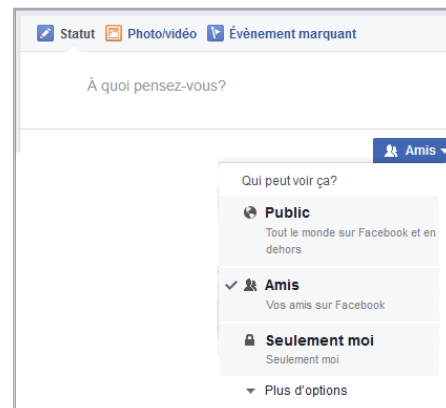 Statut Photo/vidéo Évènement marquant
À quoi pensez-vous?
Amis
Qui peut voir ça?
Public
Tout le monde sur Facebook et en
dehors
Amis
Vos amis sur Facebook
Seulement moi
Seulement moi
Plus d'options